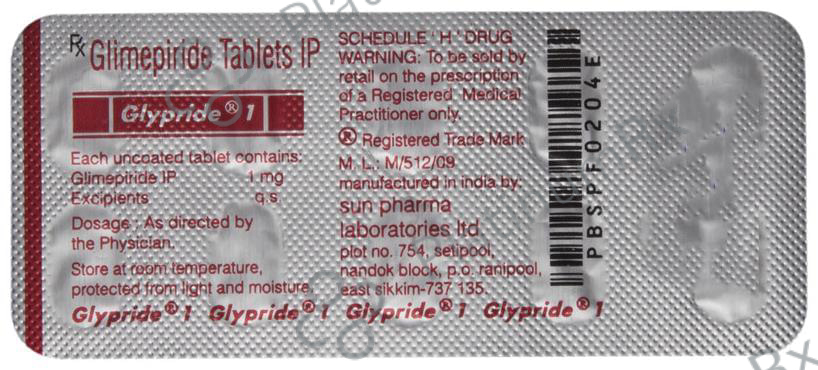 Rx Glimepiride Tablets IP
Glypride® 1
Each uncoated tablet contains:
Glimepiride IP 1 mg
Excipients q.s.
Dosage : As directed by
the Physician.
Store at room temperature,
protected from light and moisture.
SCHEDULE 'H' DRUG
WARNING: To be sold by
retail on the prescription
of a Registered Medical
Practitioner only.
® Registered Trade Mark
M. L.: M/512/09
manufactured in india by:
sun pharma
laboratories ltd
plot no. 754, setipool,
nandok block, p.o. ranipool,
east sikkim-737 135.
Glypride® 1 Glypride® 1 Glypride® 1 Glypride® 1
PBSPF0204E